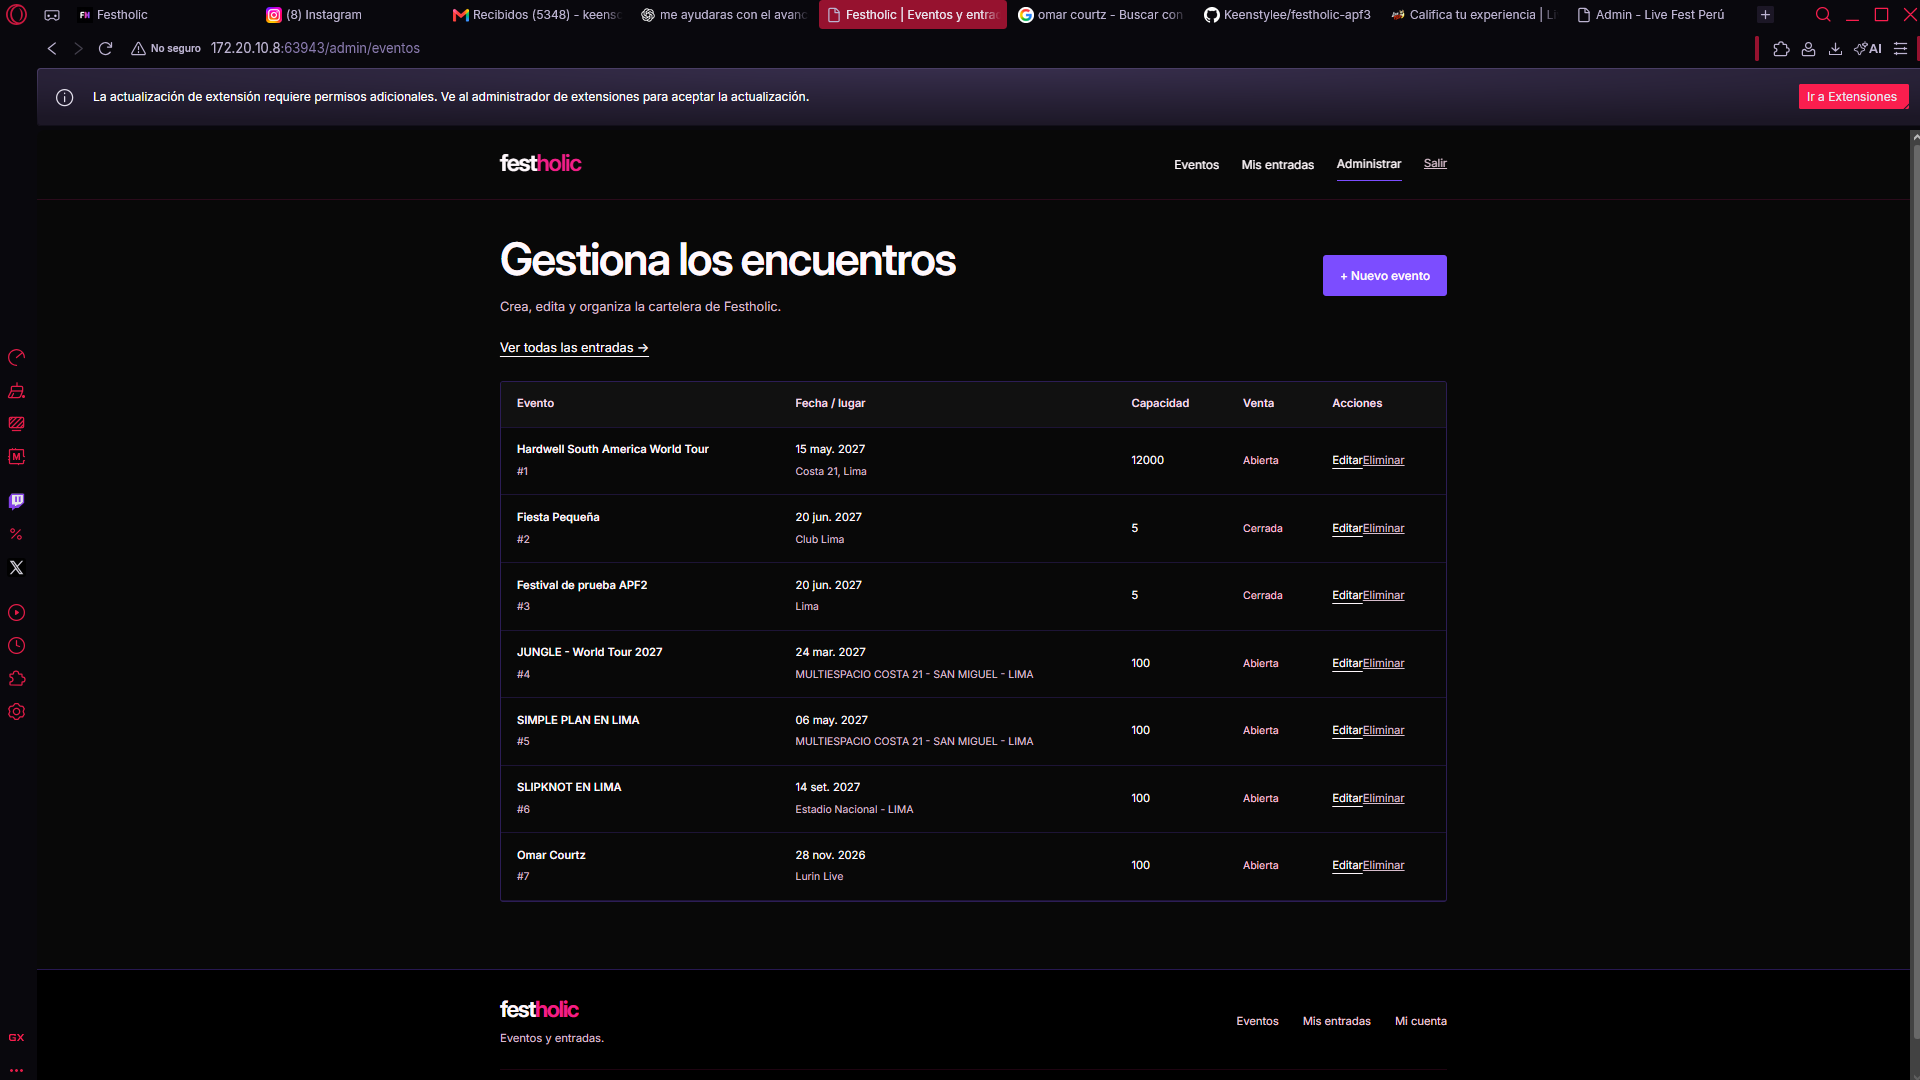 Festholic
(8) Instagram
Recibidos (5348) - keensc
me ayudaras con el avanc
Festholic | Eventos y entra
omar courtz - Buscar con
Keenstylee/festholic-apf3
Califica tu experiencia | Li
Admin - Live Fest Perú
No seguro
172.20.10.8:63943/admin/eventos
AI
La actualización de extensión requiere permisos adicionales. Ve al administrador de extensiones para aceptar la actualización.
Ir a Extensiones
festholic
Eventos
Mis entradas
Administrar
Salir
Gestiona los encuentros
+ Nuevo evento
Crea, edita y organiza la cartelera de Festholic.
Ver todas las entradas →
Evento Fecha / lugar Capacidad Venta Acciones
Hardwell South America World Tour 15 may. 2027
12000 Abierta EditarEliminar
#1 Costa 21, Lima
Fiesta Pequeña 20 jun. 2027
5 Cerrada EditarEliminar
#2 Club Lima
Festival de prueba APF2 20 jun. 2027
5 Cerrada EditarEliminar
#3 Lima
JUNGLE - World Tour 2027 24 mar. 2027
100 Abierta EditarEliminar
#4 MULTIESPACIO COSTA 21 - SAN MIGUEL - LIMA
SIMPLE PLAN EN LIMA 06 may. 2027
100 Abierta EditarEliminar
#5 MULTIESPACIO COSTA 21 - SAN MIGUEL - LIMA
SLIPKNOT EN LIMA 14 set. 2027
100 Abierta EditarEliminar
#6 Estadio Nacional - LIMA
Omar Courtz 28 nov. 2026
100 Abierta EditarEliminar
#7 Lurin Live
festholic
Eventos y entradas.
Eventos
Mis entradas
Mi cuenta
GX